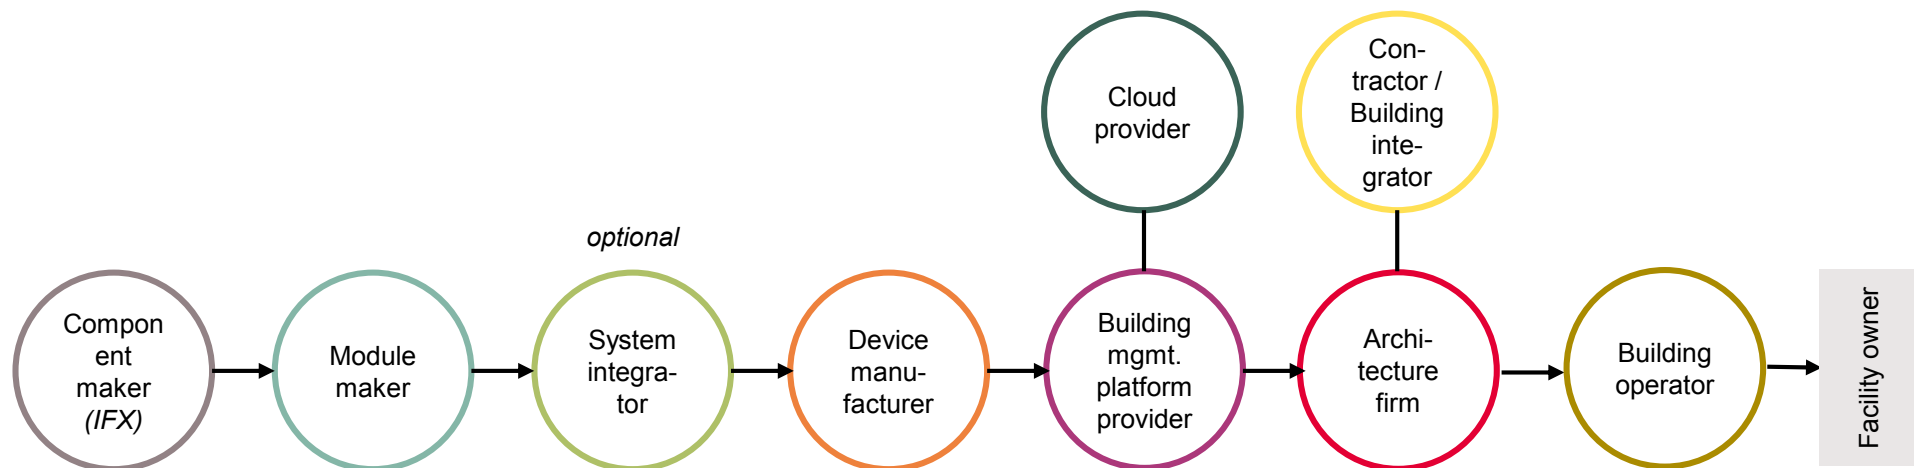 Cloud
provider
Con-
tractor /
Building
inte-
grator
optional
Compon
ent
maker
(IFX)
Module
maker
System
integra-
tor
Device
manu-
facturer
Building
mgmt.
platform
provider
Archi-
tecture
firm
Building
operator
Facility owner